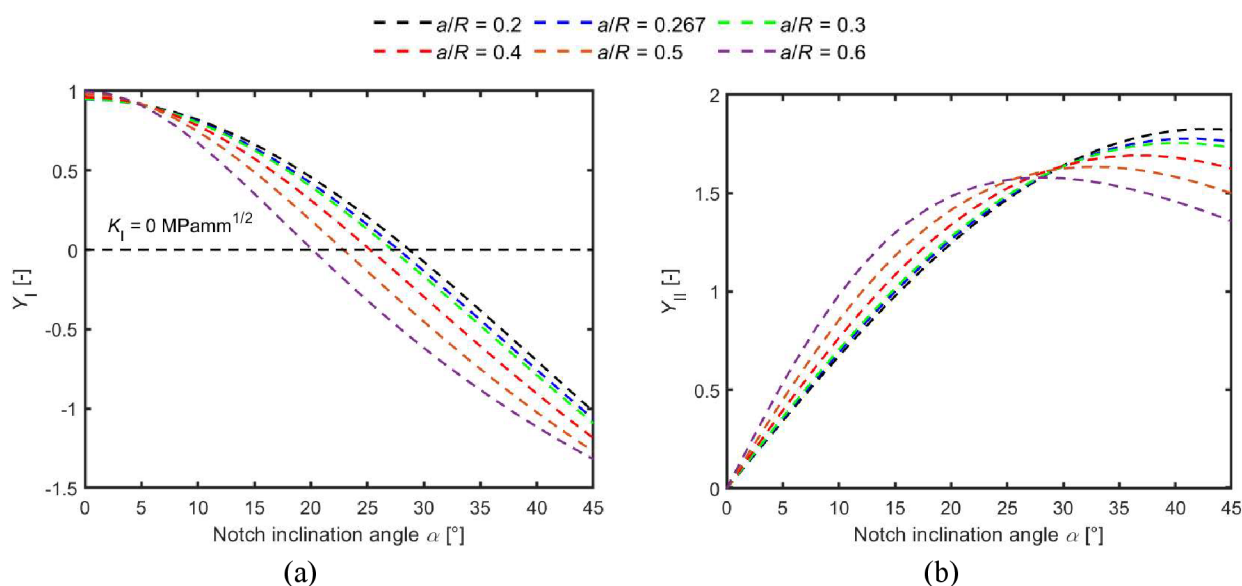 a/R = 0.2 a/R = 0.267 a/R = 0.3
a/R = 0.4 a/R = 0.5 a/R = 0.6
1
0.5
0
-0.5
-1
-1.5
Y_I [-]
K_I = 0 MPamm^1/2
0 5 10 15 20 25 30 35 40 45
Notch inclination angle α [°]
(a)
2
1.5
1
0.5
0
Y_II [-]
0 5 10 15 20 25 30 35 40 45
Notch inclination angle α [°]
(b)